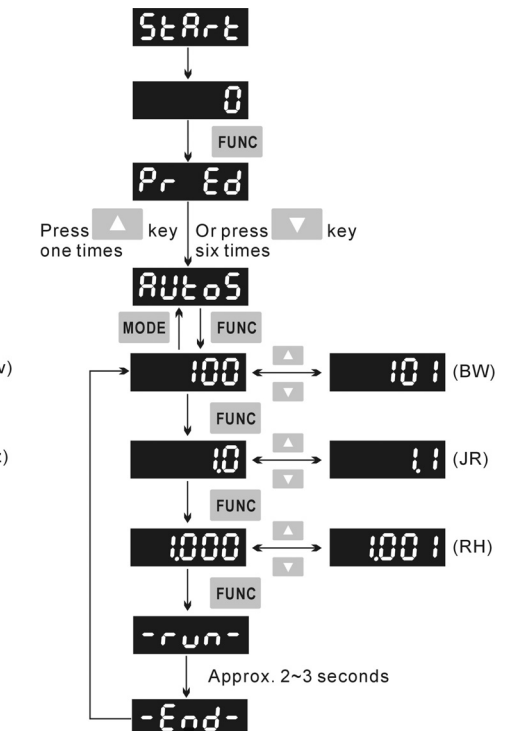 StArt
0
FUNC
Pr Ed
Press key Or press key
one times six times
AUtoS
MODE FUNC
v)
100 101 (BW)
FUNC
:)
1.0 1.1 (JR)
FUNC
1.000 1.001 (RH)
FUNC
-run-
Approx. 2~3 seconds
-End-